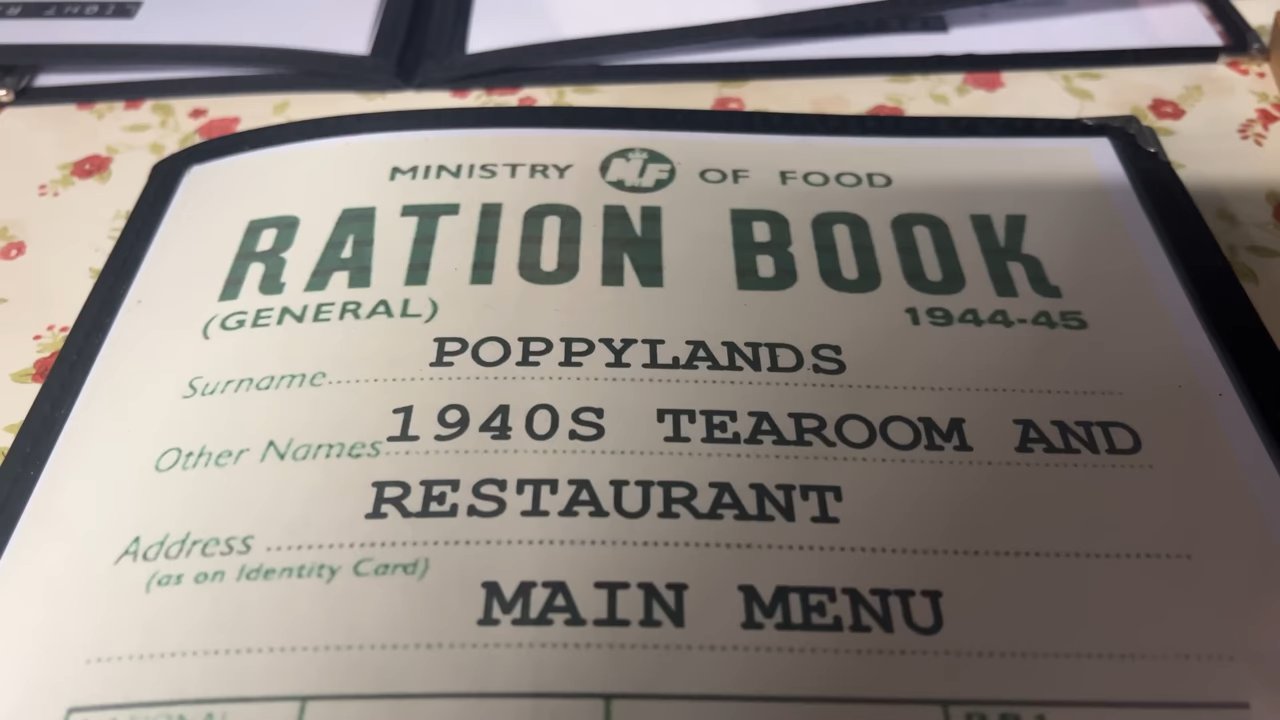 MINISTRY MF OF FOOD
RATION BOOK
(GENERAL) 1944-45
Surname POPPYLANDS
Other Names 1940S TEAROOM AND
RESTAURANT
Address
(as on Identity Card)
MAIN MENU